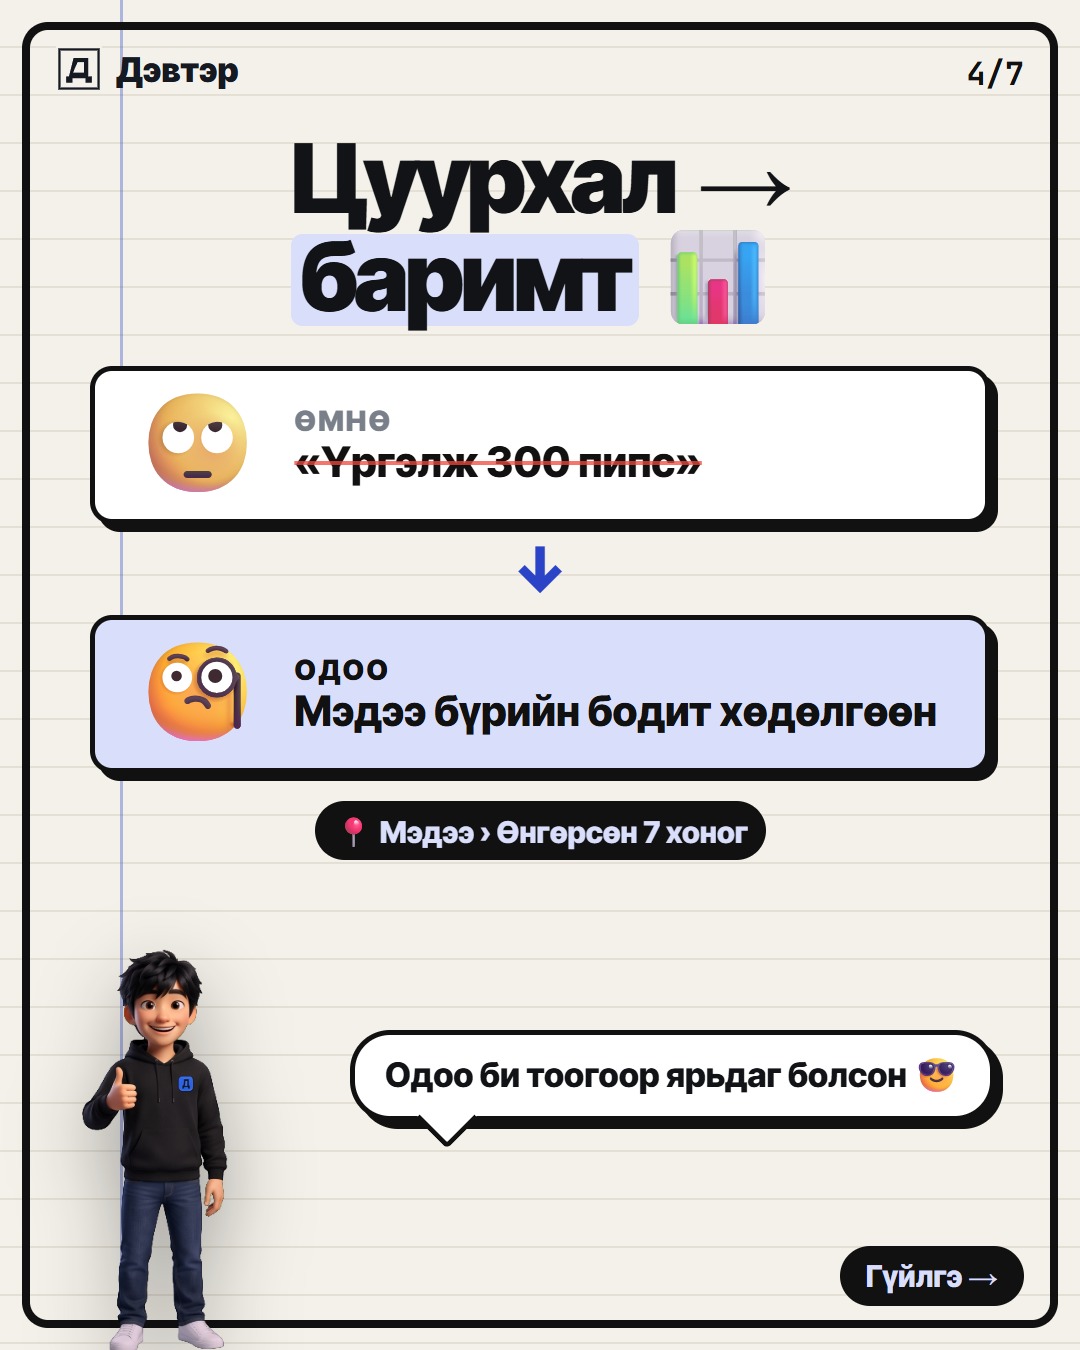 Д Дэвтэр
4/7
Цуурхал →
баримт
өмнө
«Үргэлж 300 пипс»
одоо
Мэдээ бүрийн бодит хөдөлгөөн
Мэдээ › Өнгөрсөн 7 хоног
Д
Одоо би тоогоор ярьдаг болсон
Гүйлгэ →